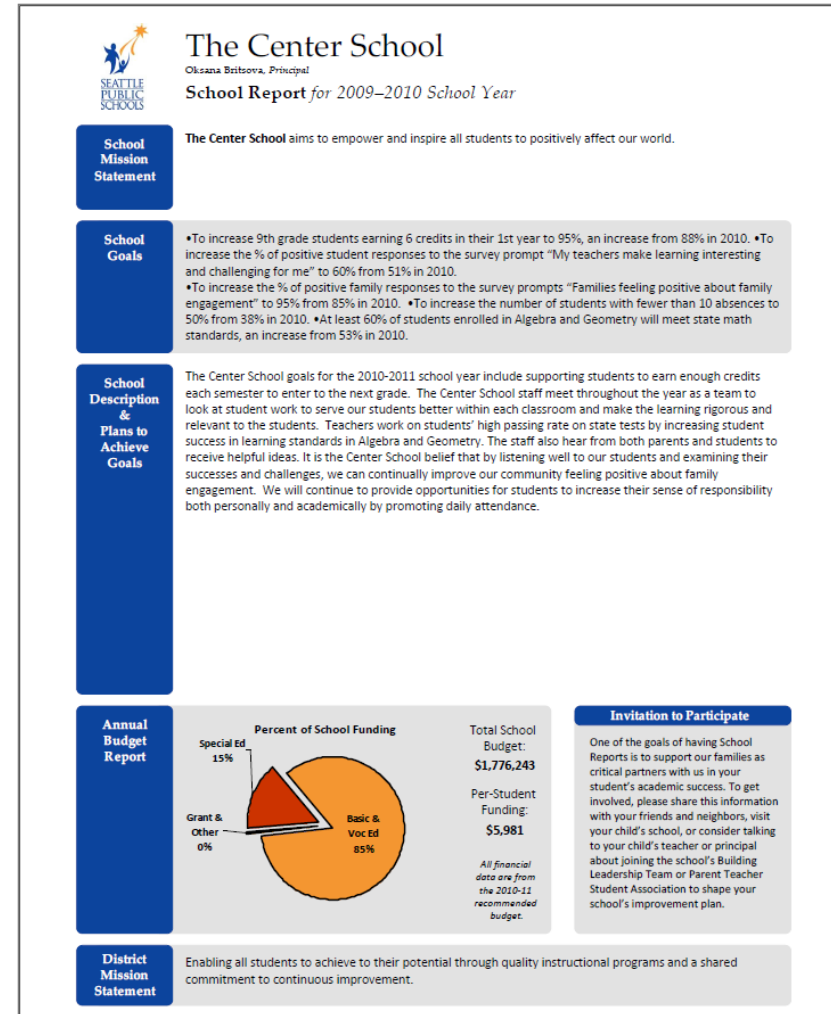 SEATTLE
PUBLIC
SCHOOLS
The Center School
Oksana Britsova, Principal
School Report for 2009–2010 School Year
School
Mission
Statement
The Center School aims to empower and inspire all students to positively affect our world.
School
Goals
•To increase 9th grade students earning 6 credits in their 1st year to 95%, an increase from 88% in 2010. •To
increase the % of positive student responses to the survey prompt “My teachers make learning interesting
and challenging for me” to 60% from 51% in 2010.
•To increase the % of positive family responses to the survey prompts “Families feeling positive about family
engagement” to 95% from 85% in 2010. •To increase the number of students with fewer than 10 absences to
50% from 38% in 2010. •At least 60% of students enrolled in Algebra and Geometry will meet state math
standards, an increase from 53% in 2010.
School
Description
&
Plans to
Achieve
Goals
The Center School goals for the 2010-2011 school year include supporting students to earn enough credits
each semester to enter to the next grade. The Center School staff meet throughout the year as a team to
look at student work to serve our students better within each classroom and make the learning rigorous and
relevant to the students. Teachers work on students’ high passing rate on state tests by increasing student
success in learning standards in Algebra and Geometry. The staff also hear from both parents and students to
receive helpful ideas. It is the Center School belief that by listening well to our students and examining their
successes and challenges, we can continually improve our community feeling positive about family
engagement. We will continue to provide opportunities for students to increase their sense of responsibility
both personally and academically by promoting daily attendance.
Annual
Budget
Report
Percent of School Funding
Special Ed
15%
Grant &
Other
0%
Basic &
Voc Ed
85%
Total School
Budget:
$1,776,243
Per-Student
Funding:
$5,981
All financial
data are from
the 2010-11
recommended
budget.
Invitation to Participate
One of the goals of having School
Reports is to support our families as
critical partners with us in your
student’s academic success. To get
involved, please share this information
with your friends and neighbors, visit
your child’s school, or consider talking
to your child’s teacher or principal
about joining the school’s Building
Leadership Team or Parent Teacher
Student Association to shape your
school’s improvement plan.
District
Mission
Statement
Enabling all students to achieve to their potential through quality instructional programs and a shared
commitment to continuous improvement.